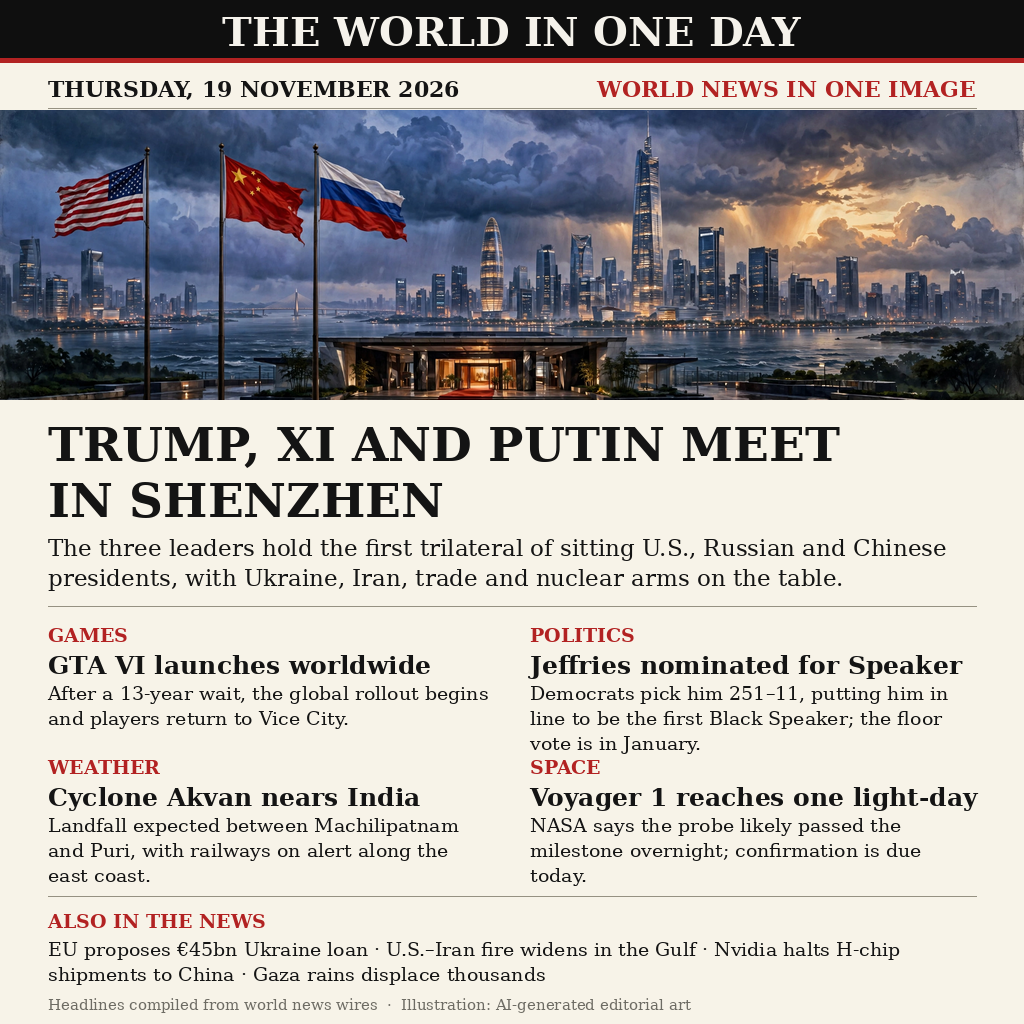 THE WORLD IN ONE DAY
THURSDAY, 19 NOVEMBER 2026
WORLD NEWS IN ONE IMAGE
TRUMP, XI AND PUTIN MEET
IN SHENZHEN
The three leaders hold the first trilateral of sitting U.S., Russian and Chinese
presidents, with Ukraine, Iran, trade and nuclear arms on the table.
GAMES
GTA VI launches worldwide
After a 13-year wait, the global rollout begins
and players return to Vice City.
POLITICS
Jeffries nominated for Speaker
Democrats pick him 251–11, putting him in
line to be the first Black Speaker; the floor
vote is in January.
WEATHER
Cyclone Akvan nears India
Landfall expected between Machilipatnam
and Puri, with railways on alert along the
east coast.
SPACE
Voyager 1 reaches one light-day
NASA says the probe likely passed the
milestone overnight; confirmation is due
today.
ALSO IN THE NEWS
EU proposes €45bn Ukraine loan · U.S.–Iran fire widens in the Gulf · Nvidia halts H-chip
shipments to China · Gaza rains displace thousands
Headlines compiled from world news wires · Illustration: AI-generated editorial art